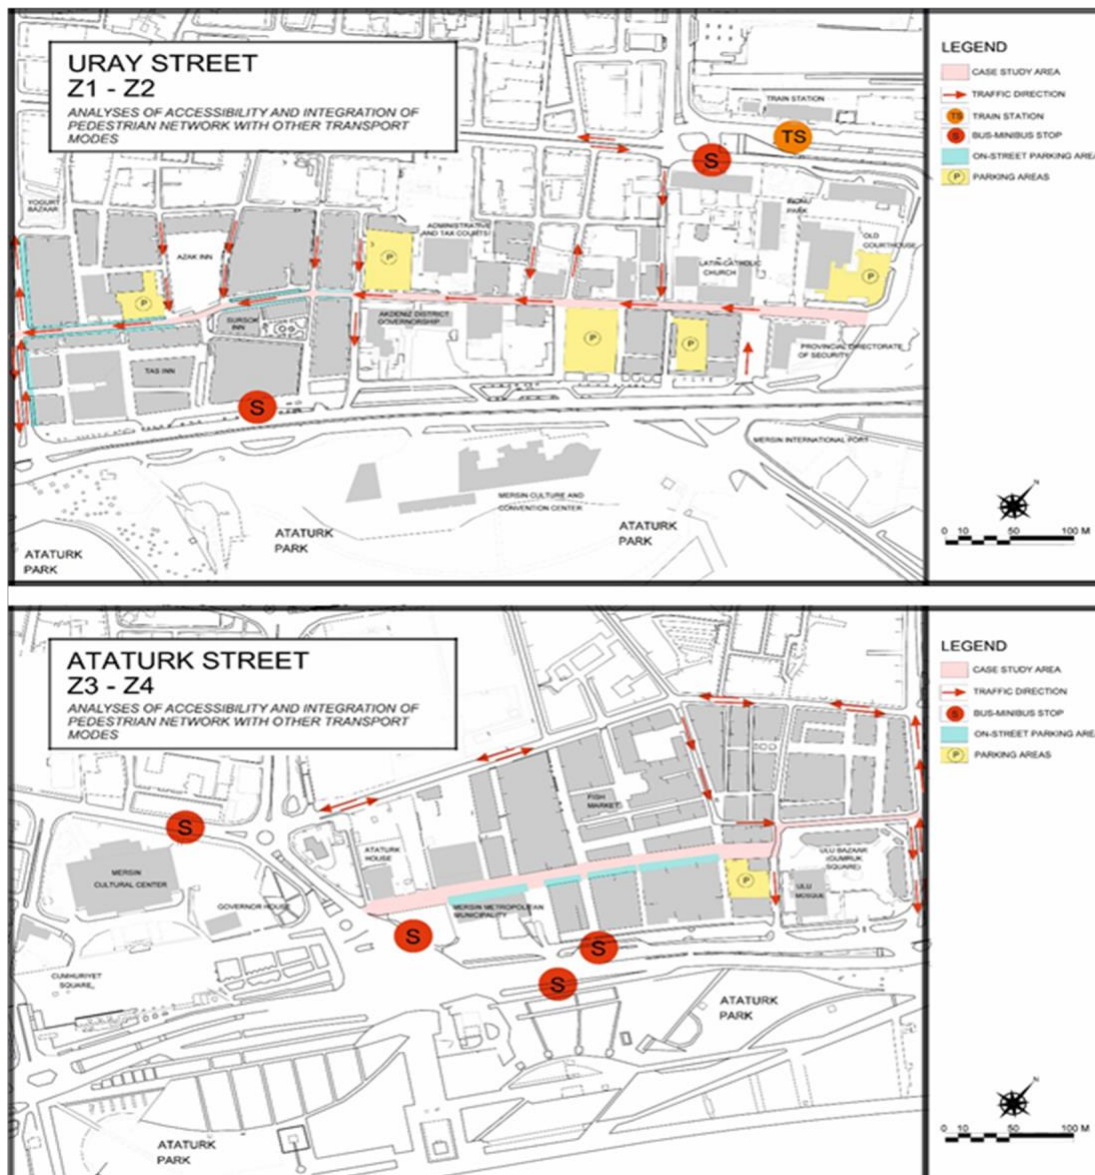 URAY STREET
Z1 - Z2
ANALYSES OF ACCESSIBILITY AND INTEGRATION OF
PEDESTRIAN NETWORK WITH OTHER TRANSPORT
MODES
LEGEND
CASE STUDY AREA
TRAFFIC DIRECTION
TS TRAIN STATION
S BUS-MINIBUS STOP
ON-STREET PARKING AREA
P PARKING AREAS
TRAIN STATION
TS
S
YOGURT
BAZAAR
AZAK INN
P
P
ADMINISTRATIVE
AND TAX COURTS
PARK
OLD
COURTHOUSE
P
LATIN-CATHOLIC
CHURCH
SURSOK
INN
AKDENIZ DISTRICT
GOVERNORSHIP
P
P
PROVINCIAL DIRECTORATE
OF SECURITY
TAS INN
S
MERSIN INTERNATIONAL PORT
MERSIN CULTURE AND
CONVENTION CENTER
ATATURK
PARK
ATATURK
PARK
ATATURK
PARK
N
0 10 50 100 M
ATATURK STREET
Z3 - Z4
ANALYSES OF ACCESSIBILITY AND INTEGRATION OF
PEDESTRIAN NETWORK WITH OTHER TRANSPORT
MODES
LEGEND
CASE STUDY AREA
TRAFFIC DIRECTION
S BUS-MINIBUS STOP
ON-STREET PARKING AREA
P PARKING AREAS
FISH
MARKET
S
ATATURK
HOUSE
ULU BAZAAR
(GUMRUK
SQUARE)
MERSIN
CULTURAL CENTER
P
ULU
MOSQUE
GOVERNOR HOUSE
MERSIN METROPOLITAN
MUNICIPALITY
S
S
S
CUMHURIYET
SQUARE
ATATURK
PARK
ATATURK
PARK
N
0 10 50 100 M